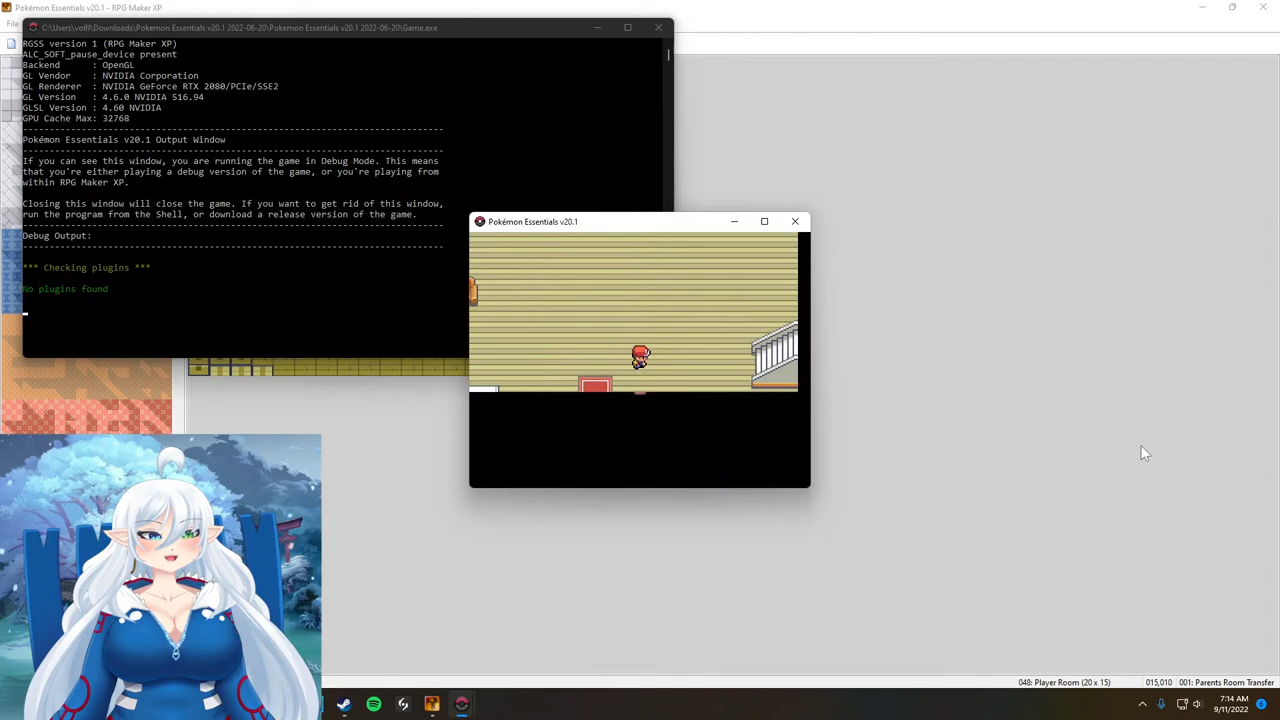 Pokémon Essentials v20.1 - RPG Maker XP
File
C:\Users\volfi\Downloads\Pokemon Essentials v20.1 2022-06-20\Pokemon Essentials v20.1 2022-06-20\Game.exe
RGSS version 1 (RPG Maker XP)
ALC_SOFT_pause_device present
Backend : OpenGL
GL Vendor : NVIDIA Corporation
GL Renderer : NVIDIA GeForce RTX 2080/PCIe/SSE2
GL Version : 4.6.0 NVIDIA 516.94
GLSL Version : 4.60 NVIDIA
GPU Cache Max: 32768
--------------------------------------------------------------------------------
Pokémon Essentials v20.1 Output Window
--------------------------------------------------------------------------------
If you can see this window, you are running the game in Debug Mode. This means
that you're either playing a debug version of the game, or you're playing from
within RPG Maker XP.
Closing this window will close the game. If you want to get rid of this window,
run the program from the Shell, or download a release version of the game.
--------------------------------------------------------------------------------
Debug Output:
--------------------------------------------------------------------------------
*** Checking plugins ***
No plugins found
Pokémon Essentials v20.1
048: Player Room (20 x 15)
015,010
001: Parents Room Transfer
7:14 AM
9/11/2022